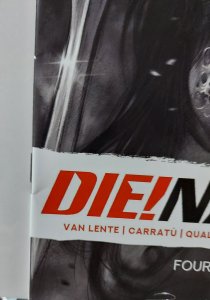 DIE!N
VAN LENTE | CARRATÙ | QUAL
FOUR